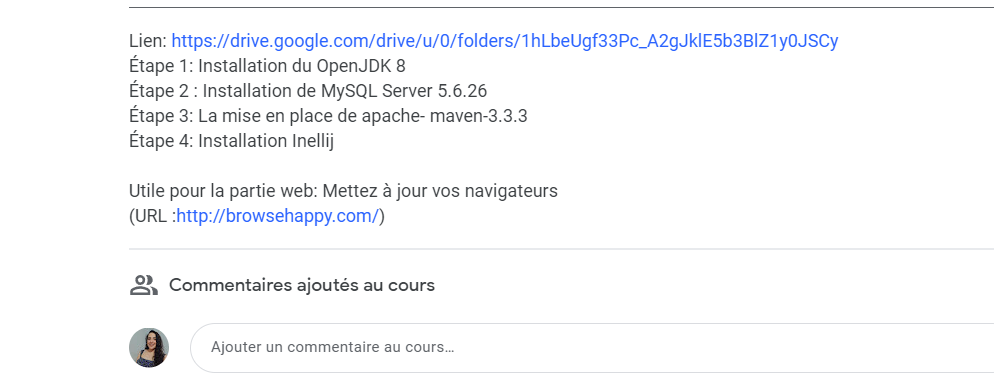 Lien: https://drive.google.com/drive/u/0/folders/1hLbeUgf33Pc_A2gJklE5b3BlZ1y0JSCy
Étape 1: Installation du OpenJDK 8
Étape 2 : Installation de MySQL Server 5.6.26
Étape 3: La mise en place de apache- maven-3.3.3
Étape 4: Installation Inellij
Utile pour la partie web: Mettez à jour vos navigateurs
(URL :http://browsehappy.com/)
Commentaires ajoutés au cours
Ajouter un commentaire au cours…